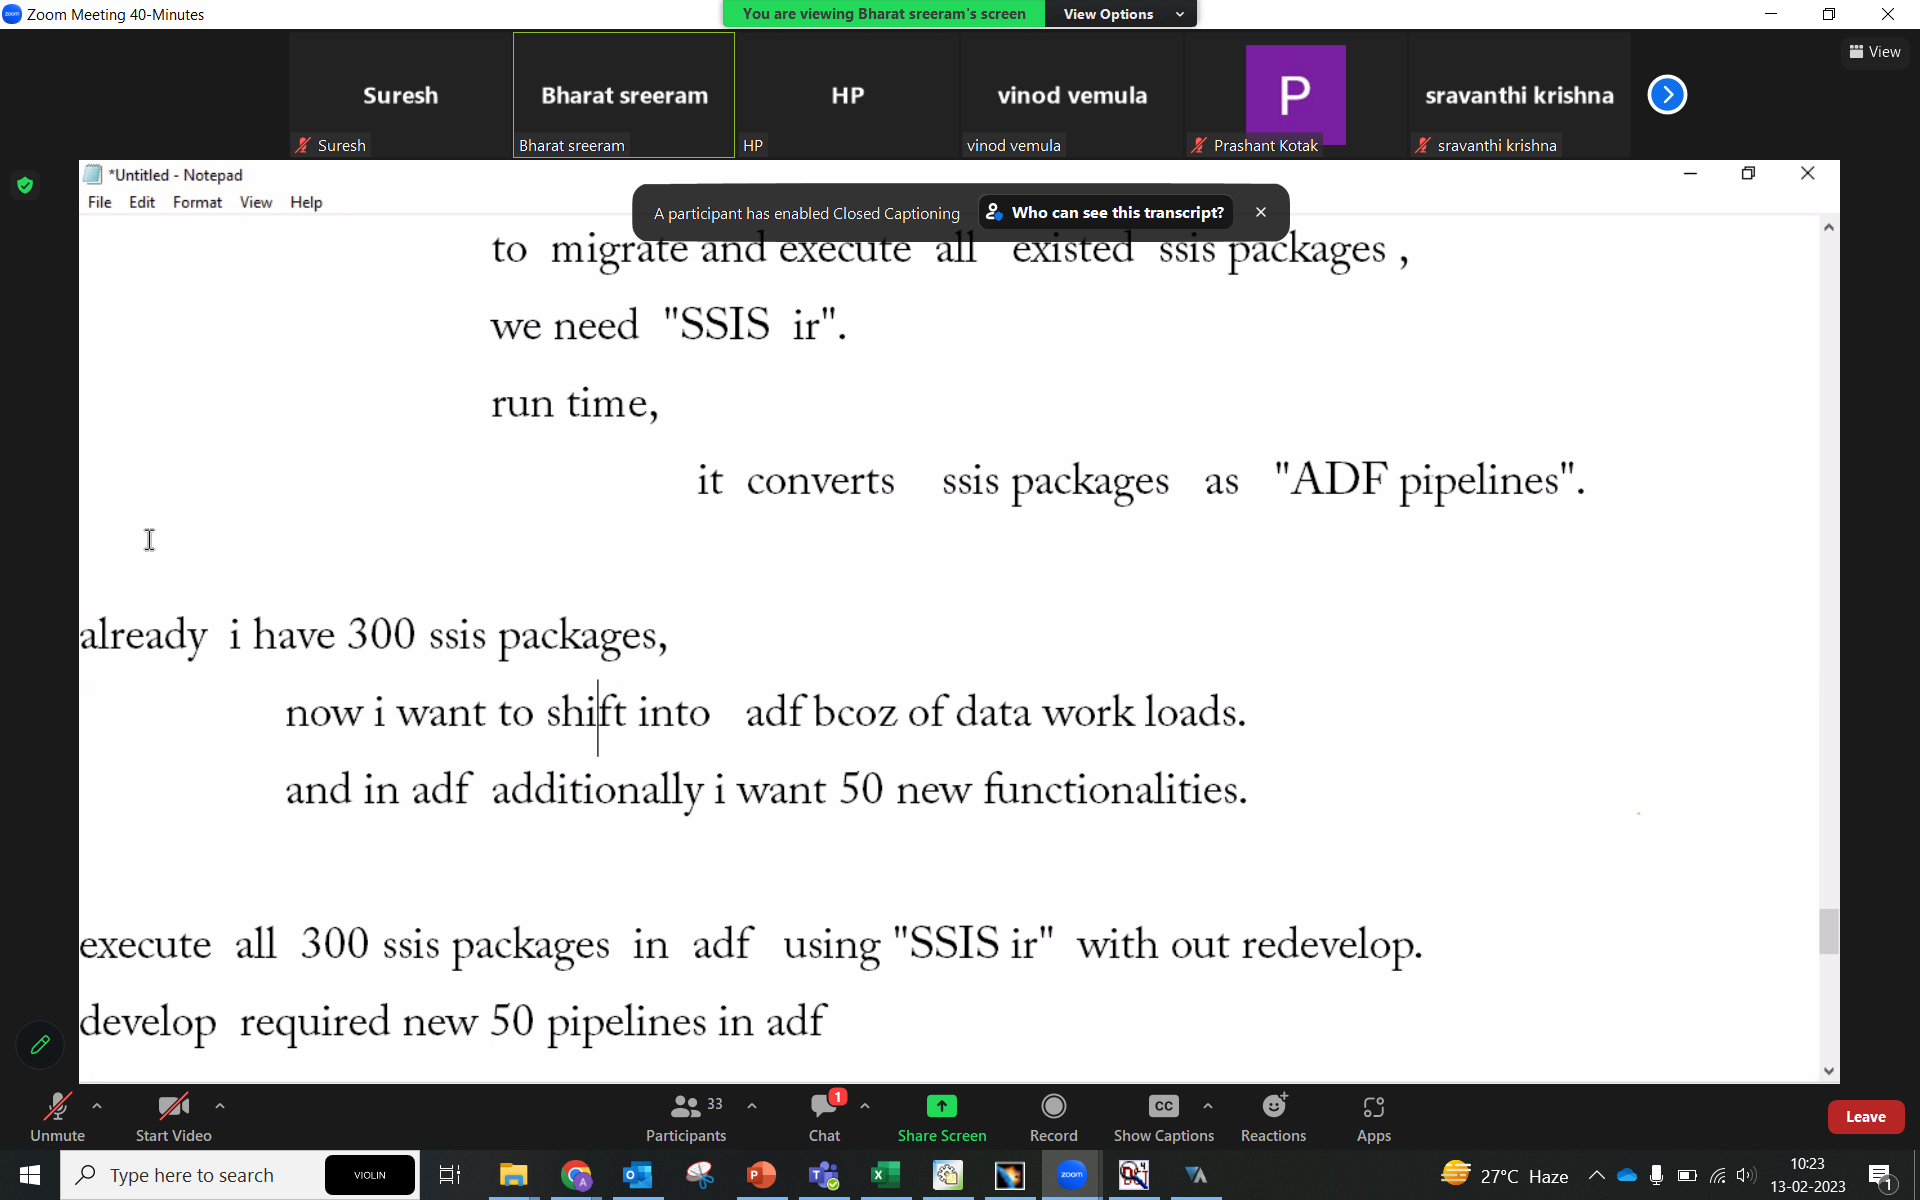 zoom Zoom Meeting 40-Minutes
You are viewing Bharat sreeram's screen View Options
View
Suresh Bharat sreeram HP vinod vemula P sravanthi krishna
Suresh Bharat sreeram HP vinod vemula Prashant Kotak sravanthi krishna
*Untitled - Notepad
File Edit Format View Help
A participant has enabled Closed Captioning Who can see this transcript?
to migrate and execute all existed ssis packages ,
we need "SSIS ir".
run time,
it converts ssis packages as "ADF pipelines".
already i have 300 ssis packages,
now i want to shift into adf bcoz of data work loads.
and in adf additionally i want 50 new functionalities.
execute all 300 ssis packages in adf using "SSIS ir" with out redevelop.
develop required new 50 pipelines in adf
33 1 CC
Unmute Start Video Participants Chat Share Screen Record Show Captions Reactions Apps Leave
Type here to search VIOLIN zoom 27°C Haze 10:23
13-02-2023 1